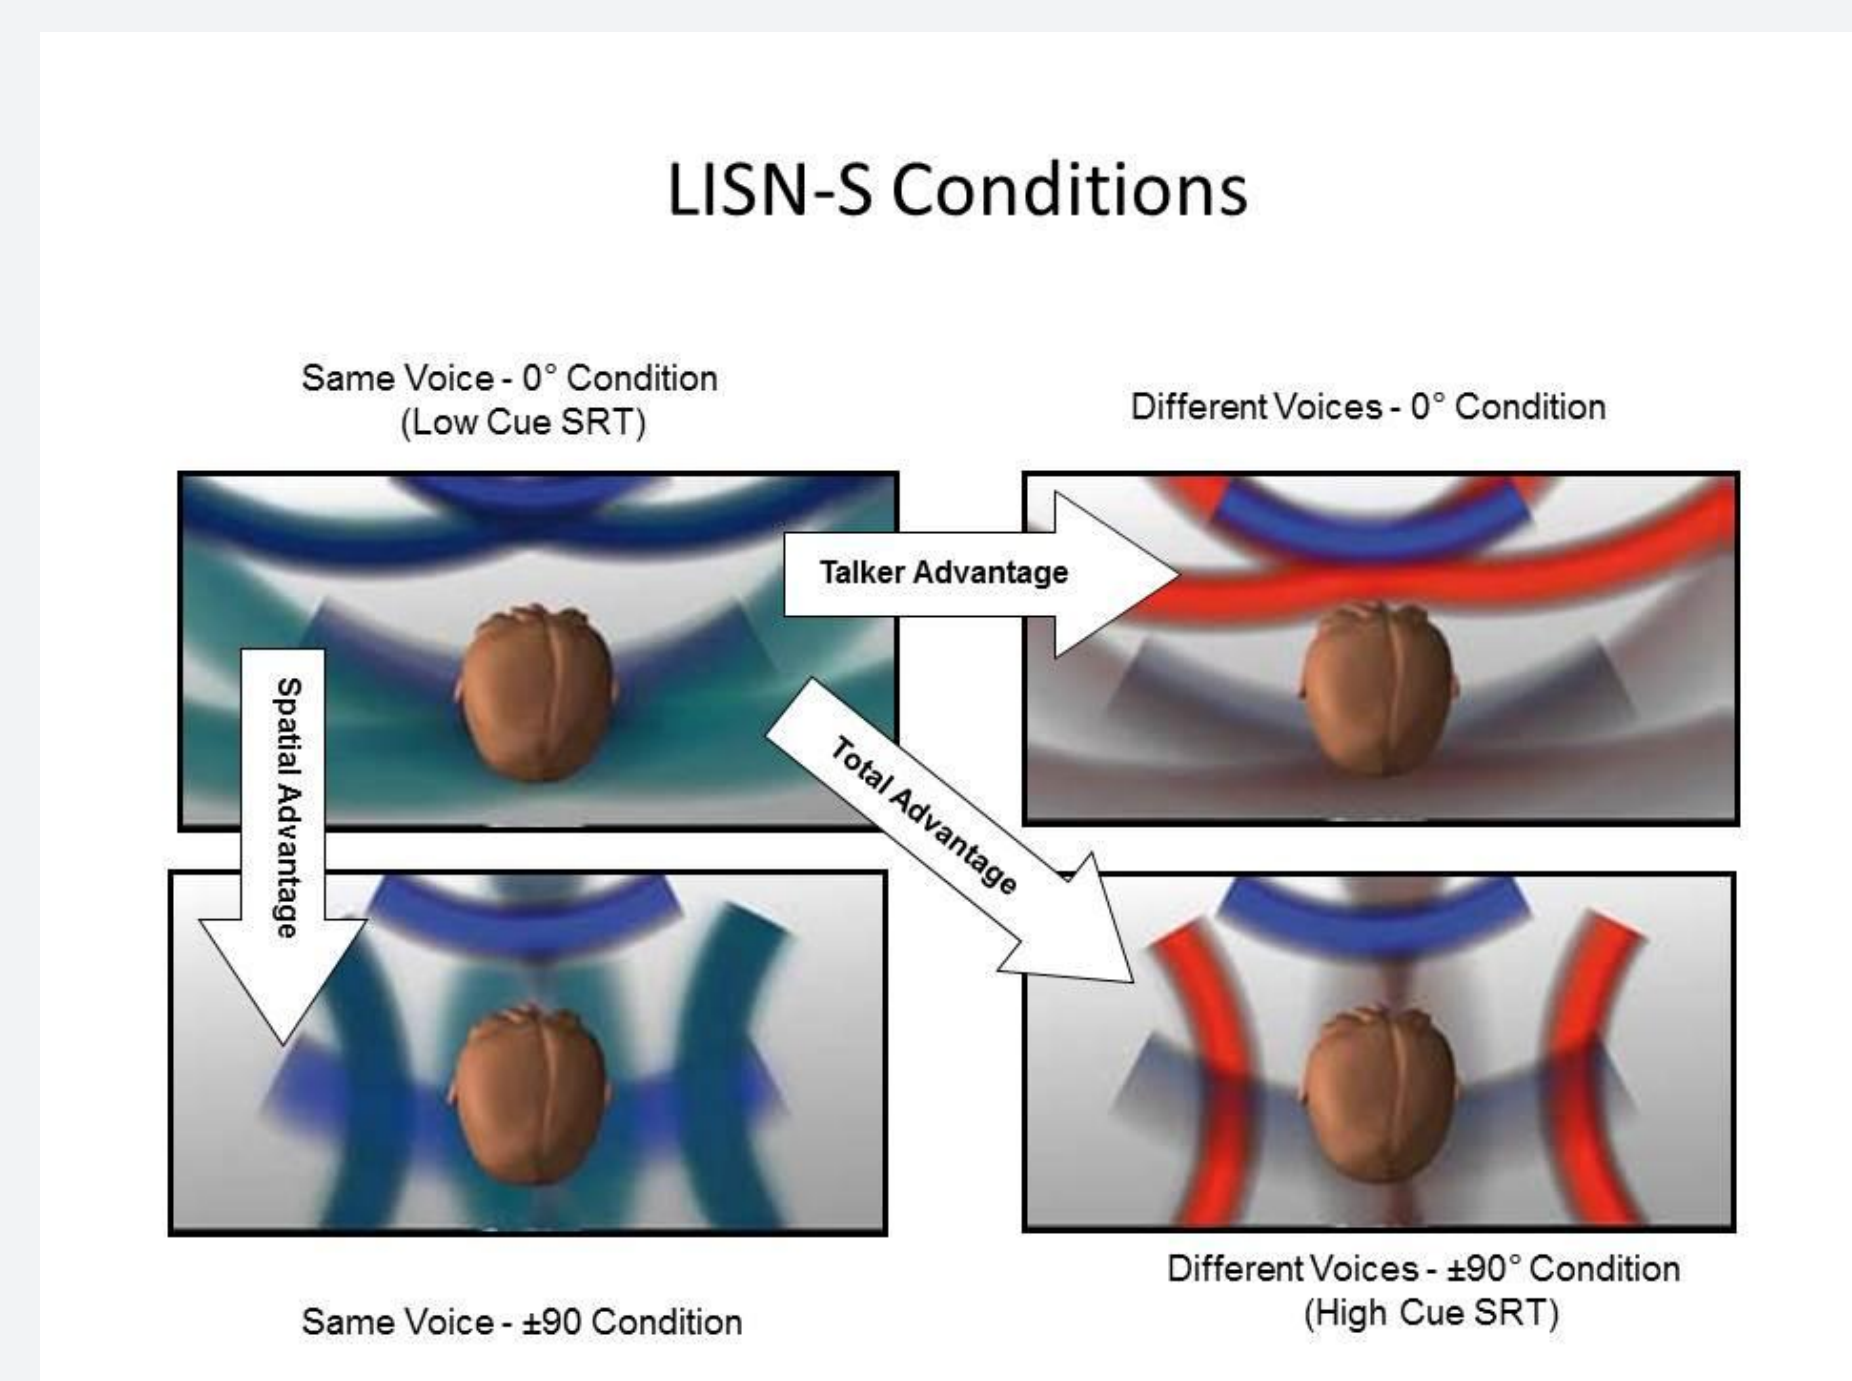 LISN-S Conditions
Same Voice - 0° Condition
(Low Cue SRT)
Different Voices - 0° Condition
Talker Advantage
Spatial Advantage
Total Advantage
Same Voice - ±90 Condition
Different Voices - ±90° Condition
(High Cue SRT)